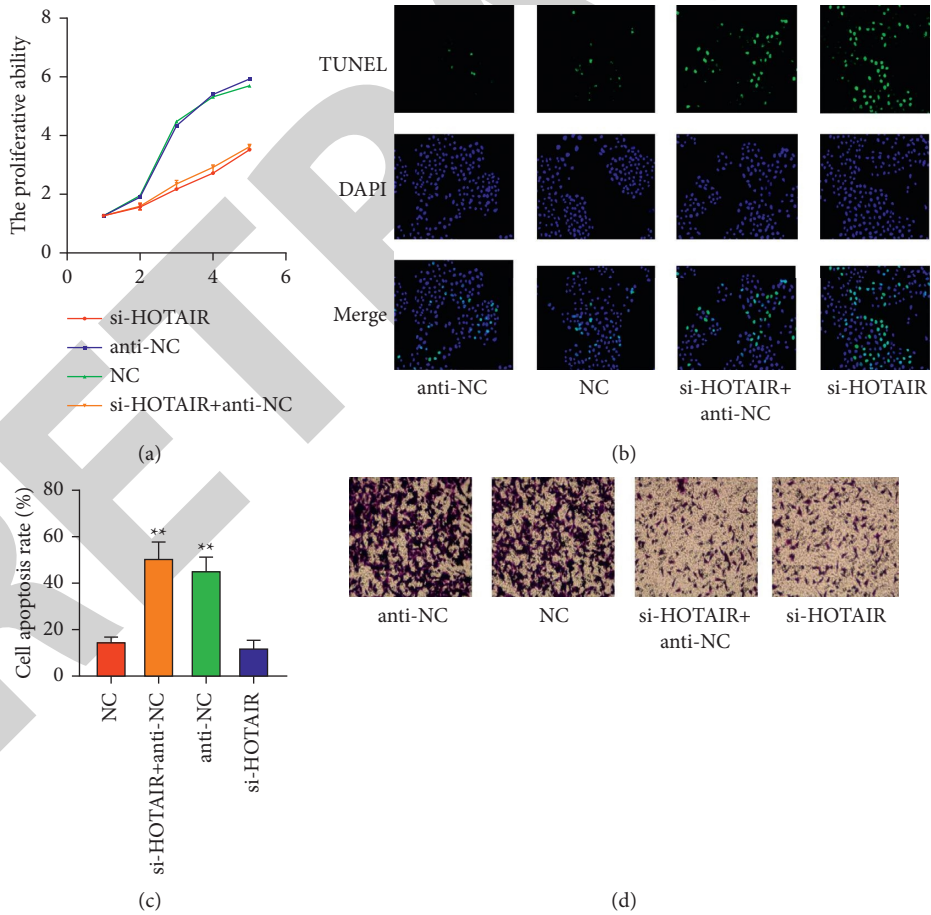 The proliferative ability
8
6
4
2
0
0 2 4 6
si-HOTAIR
anti-NC
NC
si-HOTAIR+anti-NC
(a)
TUNEL
DAPI
Merge
anti-NC NC si-HOTAIR+ si-HOTAIR
anti-NC
(b)
Cell apoptosis rate (%)
80
60
40
20
0
** **
NC
si-HOTAIR+anti-NC
anti-NC
si-HOTAIR
(c)
anti-NC NC si-HOTAIR+ si-HOTAIR
anti-NC
(d)